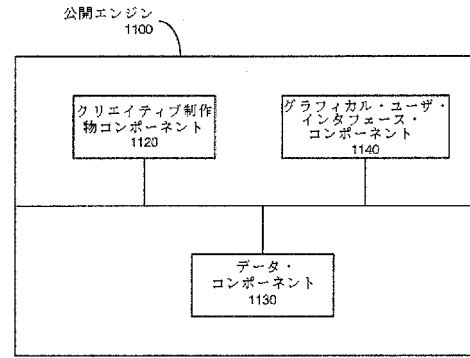 公開エンジン
1100
クリエイティブ制作
物コンポーネント
1120
グラフィカル・ユーザ・
インタフェース・
コンポーネント
1140
データ・
コンポーネント
1130